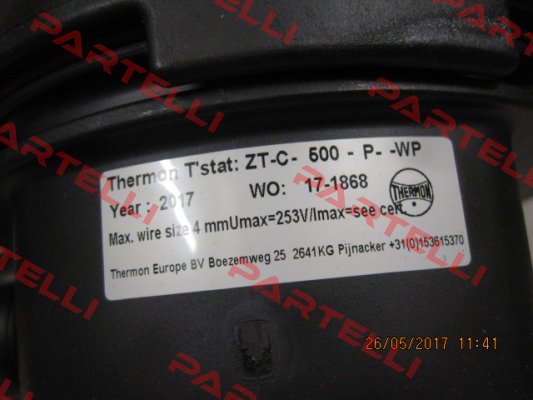 Thermon T'stat: ZT-C- 500 - P- -WP
Year : 2017 WO: 17-1868
THERMON
Max. wire size 4 mmUmax=253V/Imax=see cert.
Thermon Europe BV Boezemweg 25 2641KG Pijnacker +31(0)153615370
26/05/2017 11:41
PARTELLI
PARTELLI
PARTELLI
PARTELLI
PARTELLI
PARTELLI